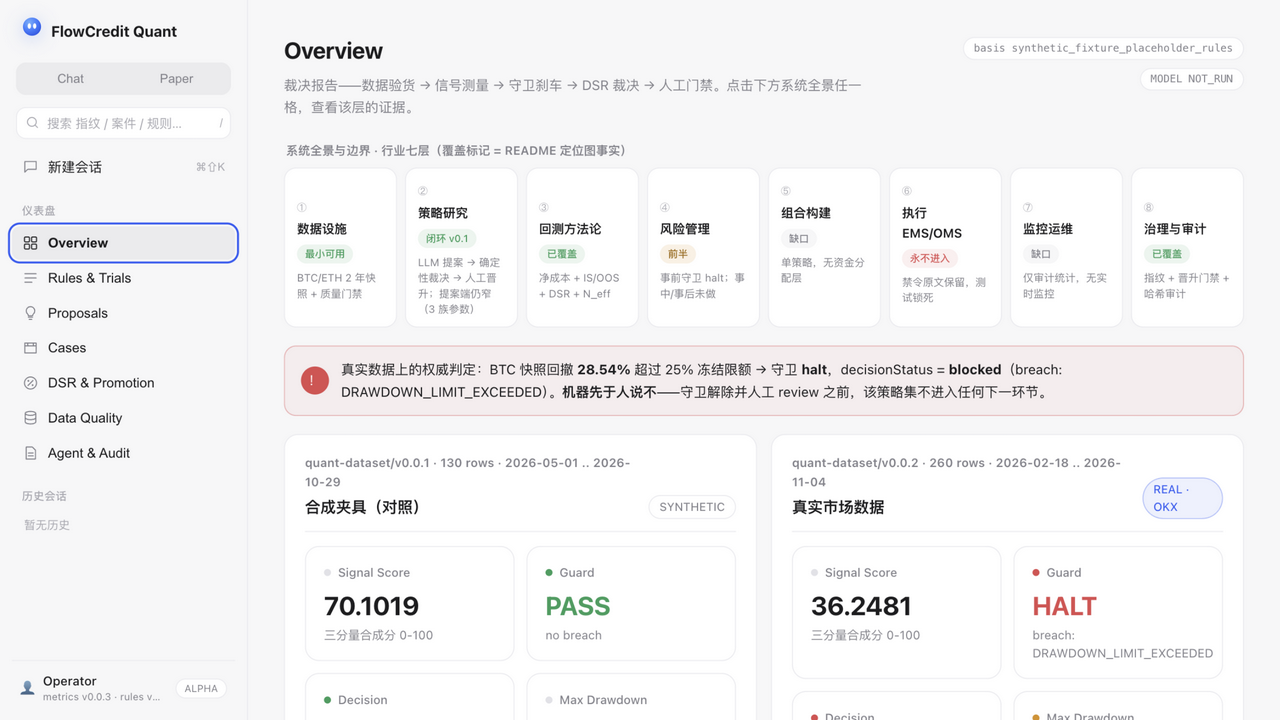 FlowCredit Quant
Chat
Paper
搜索 指纹 / 案件 / 规则...
/
新建会话
⌘⇧K
仪表盘
Overview
Rules & Trials
Proposals
Cases
DSR & Promotion
Data Quality
Agent & Audit
历史会话
暂无历史
Operator
metrics v0.0.3 · rules v...
ALPHA
Overview
basis synthetic_fixture_placeholder_rules
MODEL NOT_RUN
裁决报告——数据验货 → 信号测量 → 守卫刹车 → DSR 裁决 → 人工门禁。点击下方系统全景任一
格，查看该层的证据。
系统全景与边界 · 行业七层（覆盖标记 = README 定位图事实）
①
数据设施
最小可用
BTC/ETH 2 年快
照 + 质量门禁
②
策略研究
闭环 v0.1
LLM 提案 → 确定
性裁决 → 人工晋
升；提案端仍窄
（3 族参数）
③
回测方法论
已覆盖
净成本 + IS/OOS
+ DSR + N_eff
④
风险管理
前半
事前守卫 halt；事
中/事后未做
⑤
组合构建
缺口
单策略，无资金分
配层
⑥
执行
EMS/OMS
永不进入
禁令原文保留，测
试锁死
⑦
监控运维
缺口
仅审计统计，无实
时监控
⑧
治理与审计
已覆盖
指纹 + 晋升门禁 +
哈希审计
!
真实数据上的权威判定：BTC 快照回撤 28.54% 超过 25% 冻结限额 → 守卫 halt，decisionStatus = blocked（breach:
DRAWDOWN_LIMIT_EXCEEDED）。机器先于人说不——守卫解除并人工 review 之前，该策略集不进入任何下一环节。
quant-dataset/v0.0.1 · 130 rows · 2026-05-01 .. 2026-
10-29
合成夹具（对照）
SYNTHETIC
Signal Score
70.1019
三分量合成分 0-100
Guard
PASS
no breach
Decision
Max Drawdown
quant-dataset/v0.0.2 · 260 rows · 2026-02-18 .. 2026-
11-04
真实市场数据
REAL ·
OKX
Signal Score
36.2481
三分量合成分 0-100
Guard
HALT
breach:
DRAWDOWN_LIMIT_EXCEEDED
Decision
Max Drawdown